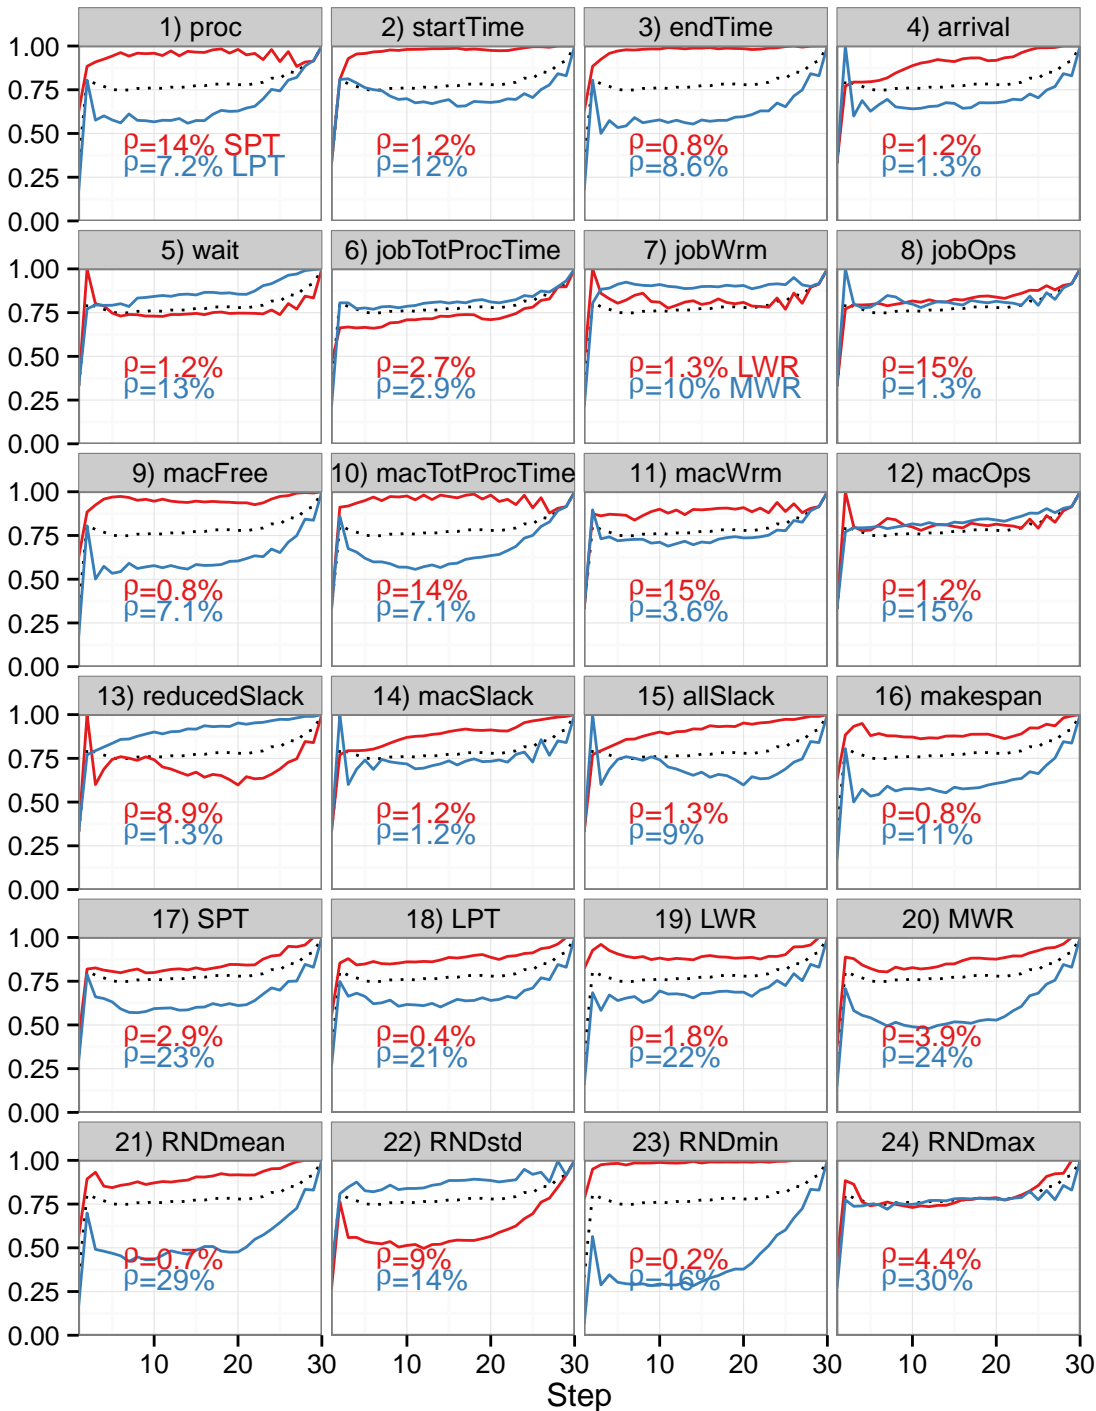 1) proc 2) startTime 3) endTime 4) arrival
1.00
0.75
0.50
ρ=14% SPT ρ=1.2% ρ=0.8% ρ=1.2%
ρ=7.2% LPT ρ=12% ρ=8.6% ρ=1.3%
0.25
0.00
5) wait 6) jobTotProcTime 7) jobWrm 8) jobOps
1.00
0.75
0.50
ρ=1.2% ρ=2.7% ρ=1.3% LWR ρ=15%
ρ=13% ρ=2.9% ρ=10% MWR ρ=1.3%
0.25
0.00
9) macFree 10) macTotProcTime 11) macWrm 12) macOps
1.00
0.75
0.50
ρ=0.8% ρ=14% ρ=15% ρ=1.2%
ρ=7.1% ρ=7.1% ρ=3.6% ρ=15%
0.25
0.00
13) reducedSlack 14) macSlack 15) allSlack 16) makespan
1.00
0.75
0.50
ρ=8.9% ρ=1.2% ρ=1.3% ρ=0.8%
ρ=1.3% ρ=1.2% ρ=9% ρ=11%
0.25
0.00
17) SPT 18) LPT 19) LWR 20) MWR
1.00
0.75
0.50
ρ=2.9% ρ=0.4% ρ=1.8% ρ=3.9%
ρ=23% ρ=21% ρ=22% ρ=24%
0.25
0.00
21) RNDmean 22) RNDstd 23) RNDmin 24) RNDmax
1.00
0.75
0.50
ρ=0.7% ρ=9% ρ=0.2% ρ=4.4%
ρ=29% ρ=14% ρ=16% ρ=30%
0.25
0.00
10 20 30 10 20 30 10 20 30 10 20 30
Step